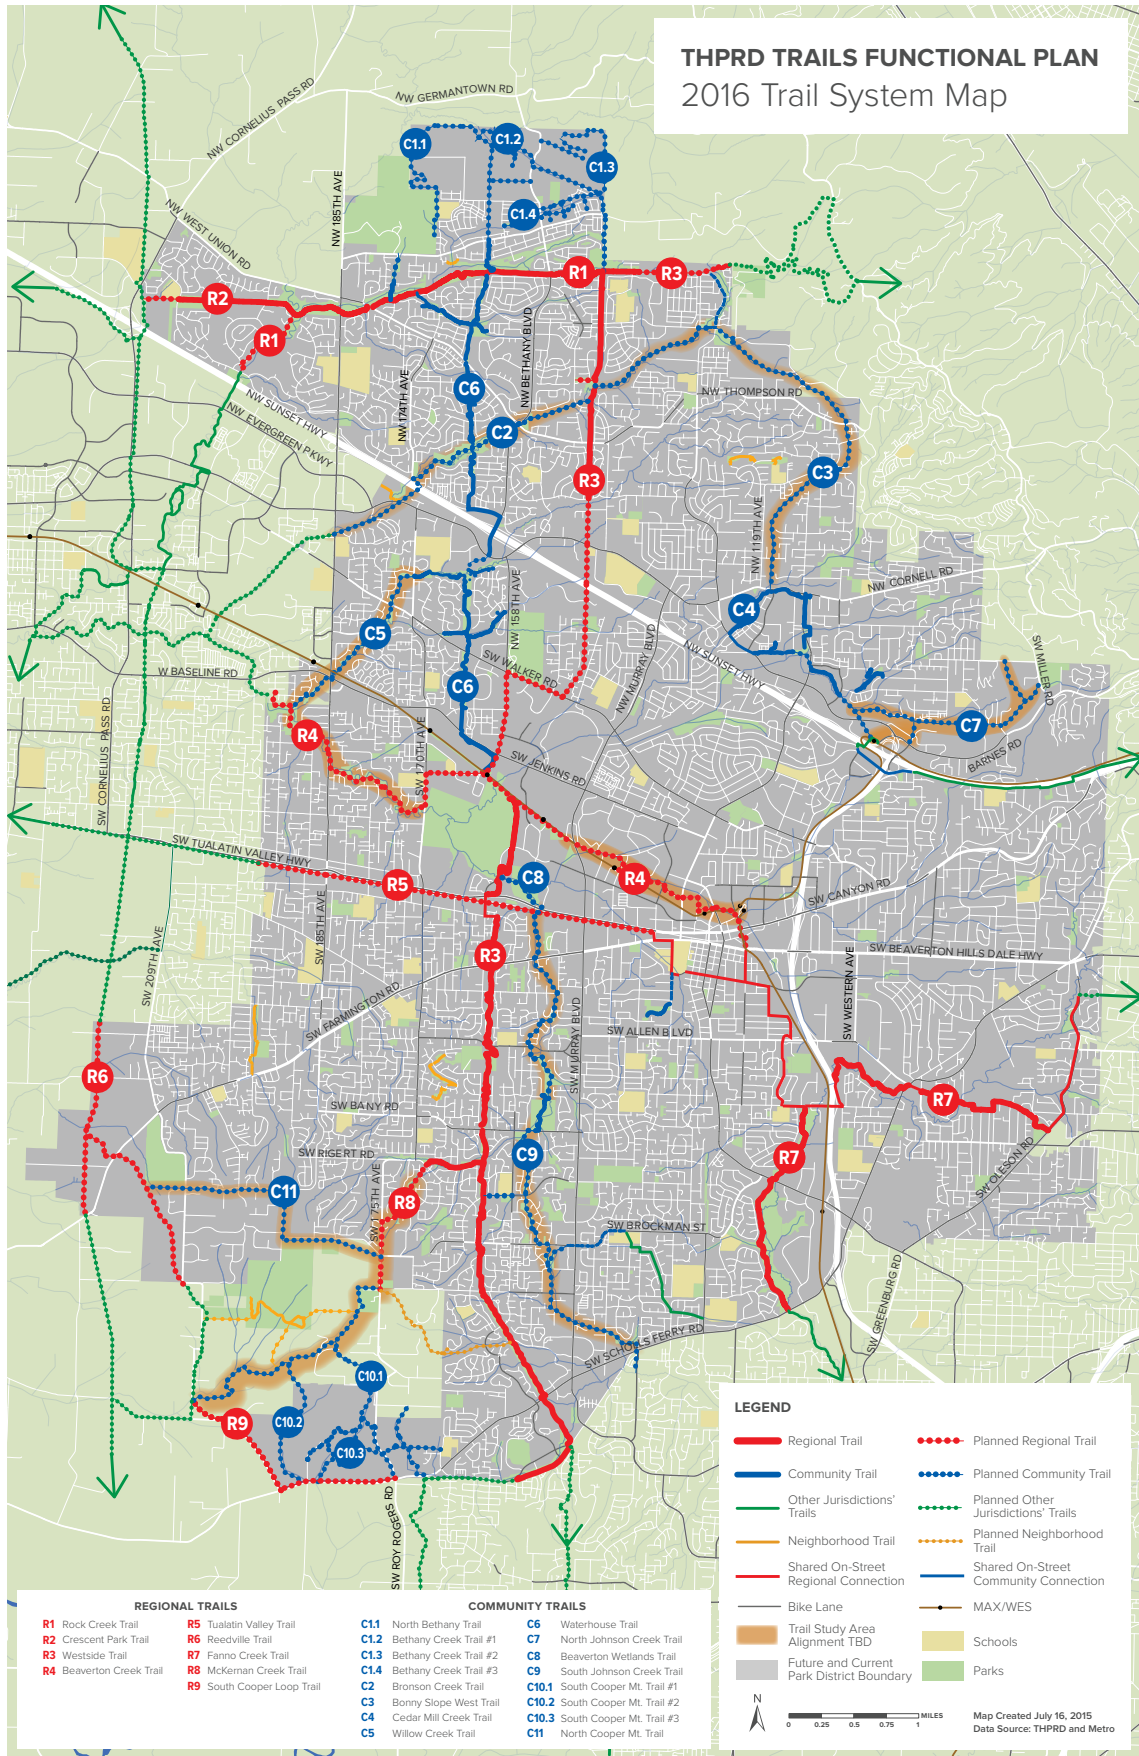 THPRD TRAILS FUNCTIONAL PLAN
2016 Trail System Map
NW GERMANTOWN RD
NW CORNELIUS PASS RD
C1.1
C1.2
C1.3
C1.4
NW 185TH AVE
NW WEST UNION RD
R1
R3
R2
R1
NW BETHANY BLVD
C6
NW 174TH AVE
NW THOMPSON RD
NW SUNSET HWY
NW EVERGREEN PKWY
C2
C3
R3
NW 119TH AVE
NW CORNELL RD
C4
NW 158TH AVE
C5
NW MURRAY BLVD
SW MILLER RD
SW WALKER RD
NW SUNSET HWY
W BASELINE RD
C6
SW CORNELIUS PASS RD
R4
SW 170TH AVE
C7
BARNES RD
SW JENKINS RD
SW TUALATIN VALLEY HWY
R5
C8
R4
SW CANYON RD
SW 185TH AVE
SW 209TH AVE
R3
SW BEAVERTON HILLS DALE HWY
SW WESTERN AVE
SW FARMINGTON RD
SW MURRAY BLVD
SW ALLEN BLVD
R6
SW BANY RD
R7
SW RIGERT RD
C9
R7
SW OLESON RD
C11
SW 175TH AVE
R8
SW BROCKMAN ST
SW GREENBURG RD
SW SCHOLLS FERRY RD
C10.1
R9
C10.2
C10.3
SW ROY ROGERS RD
LEGEND
Regional Trail
Planned Regional Trail
Community Trail
Planned Community Trail
Other Jurisdictions'
Trails
Planned Other
Jurisdictions' Trails
Neighborhood Trail
Planned Neighborhood
Trail
Shared On-Street
Regional Connection
Shared On-Street
Community Connection
Bike Lane
MAX/WES
Trail Study Area
Alignment TBD
Schools
Future and Current
Park District Boundary
Parks
N
0 0.25 0.5 0.75 1 MILES
Map Created July 16, 2015
Data Source: THPRD and Metro
REGIONAL TRAILS
R1 Rock Creek Trail
R2 Crescent Park Trail
R3 Westside Trail
R4 Beaverton Creek Trail
R5 Tualatin Valley Trail
R6 Reedville Trail
R7 Fanno Creek Trail
R8 McKernan Creek Trail
R9 South Cooper Loop Trail
COMMUNITY TRAILS
C1.1 North Bethany Trail
C1.2 Bethany Creek Trail #1
C1.3 Bethany Creek Trail #2
C1.4 Bethany Creek Trail #3
C2 Bronson Creek Trail
C3 Bonny Slope West Trail
C4 Cedar Mill Creek Trail
C5 Willow Creek Trail
C6 Waterhouse Trail
C7 North Johnson Creek Trail
C8 Beaverton Wetlands Trail
C9 South Johnson Creek Trail
C10.1 South Cooper Mt. Trail #1
C10.2 South Cooper Mt. Trail #2
C10.3 South Cooper Mt. Trail #3
C11 North Cooper Mt. Trail